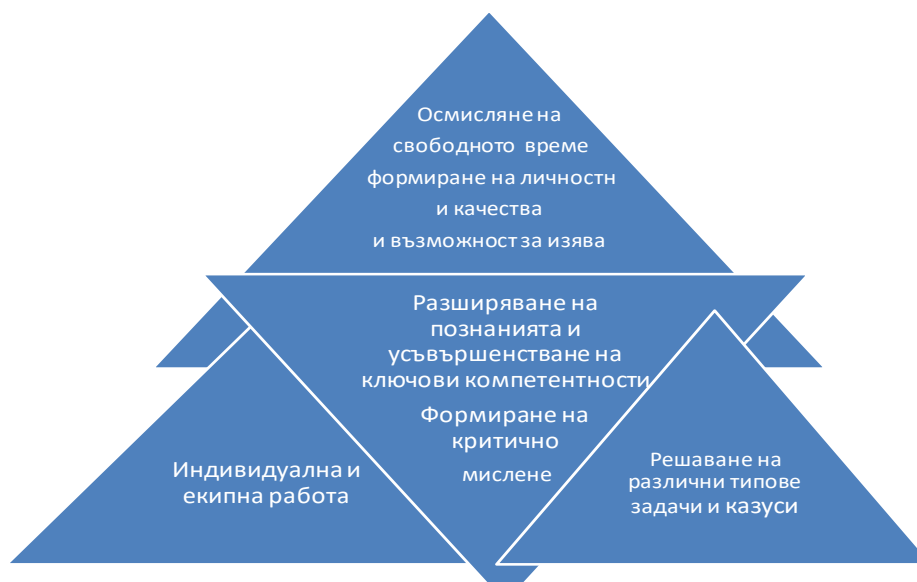 Осмисляне на
свободното време
формиране на личностн
и качества
и възможност за изява
Разширяване на
познанията и
усъвършенстване на
ключови компетентности
Формиране на
критично
мислене
Индивидуална и
екипна работа
Решаване на
различни типове
задачи и казуси